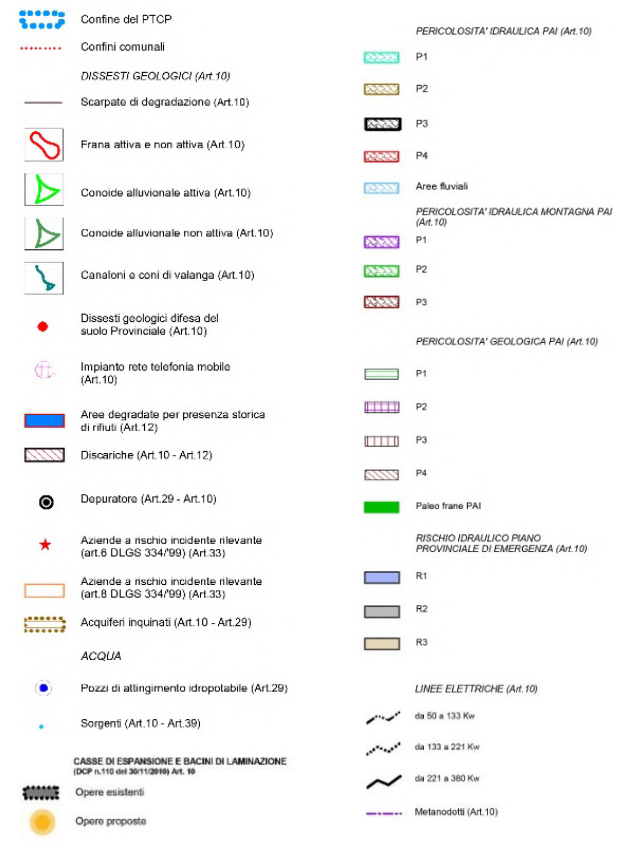 Confine del PTCP
Confini comunali
DISSESTI GEOLOGICI (Art.10)
Scarpate di degradazione (Art.10)
Frana attiva e non attiva (Art.10)
Conoide alluvionale attiva (Art.10)
Conoide alluvionale non attiva (Art.10)
Canaloni e coni di valanga (Art.10)
Dissesti geologici difesa del
suolo Provinciale (Art.10)
Impianto rete telefonia mobile
(Art.10)
Aree degradate per presenza storica
di rifiuti (Art.12)
Discariche (Art.10 - Art.12)
Depuratore (Art.29 - Art.10)
Aziende a rischio incidente rilevante
(art.6 DLGS 334/'99) (Art.33)
Aziende a rischio incidente rilevante
(art.8 DLGS 334/'99) (Art.33)
Acquiferi inquinati (Art.10 - Art.29)
ACQUA
Pozzi di attingimento idropotabile (Art.29)
Sorgenti (Art.10 - Art.39)
CASSE DI ESPANSIONE E BACINI DI LAMINAZIONE
(DCP n.110 del 30/11/2010) Art. 10
Opere esistenti
Opere proposte
PERICOLOSITA' IDRAULICA PAI (Art.10)
P1
P2
P3
P4
Aree fluviali
PERICOLOSITA' IDRAULICA MONTAGNA PAI
(Art.10)
P1
P2
P3
PERICOLOSITA' GEOLOGICA PAI (Art.10)
P1
P2
P3
P4
Paleo frane PAI
RISCHIO IDRAULICO PIANO
PROVINCIALE DI EMERGENZA (Art.10)
R1
R2
R3
LINEE ELETTRICHE (Art.10)
da 50 a 133 Kw
da 133 a 221 Kw
da 221 a 380 Kw
Metanodotti (Art.10)